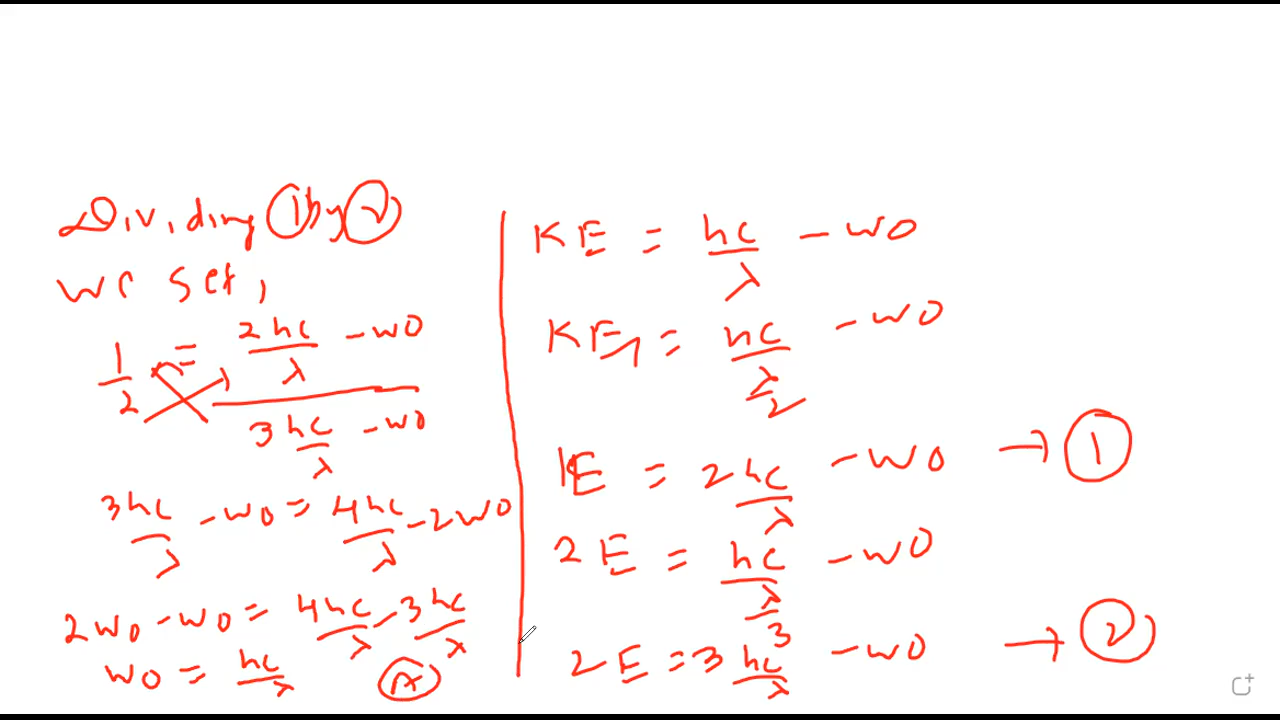 Dividing ① by ②
we get,
1/2 = (2hc/λ - W0) / (3hc/λ - W0)
3hc/λ - W0 = 4hc/λ - 2W0
2W0 - W0 = 4hc/λ - 3hc/λ
W0 = hc/λ Ⓐ
KE = hc/λ - W0
KE1 = hc/(λ/2) - W0
1E = 2hc/λ - W0 → ①
2E = hc/(λ/3) - W0
2E = 3hc/λ - W0 → ②